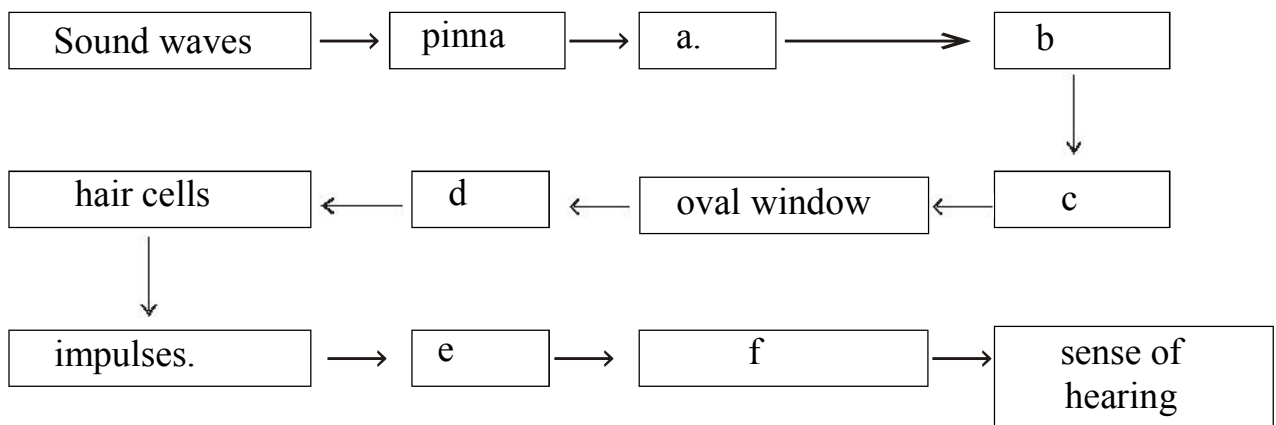 Sound waves
pinna
a.
b
c
oval window
d
hair cells
impulses.
e
f
sense of
hearing